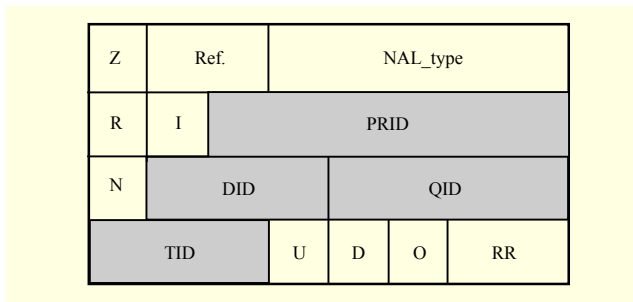 Z Ref. NAL_type
R I PRID
N DID QID
TID U D O RR